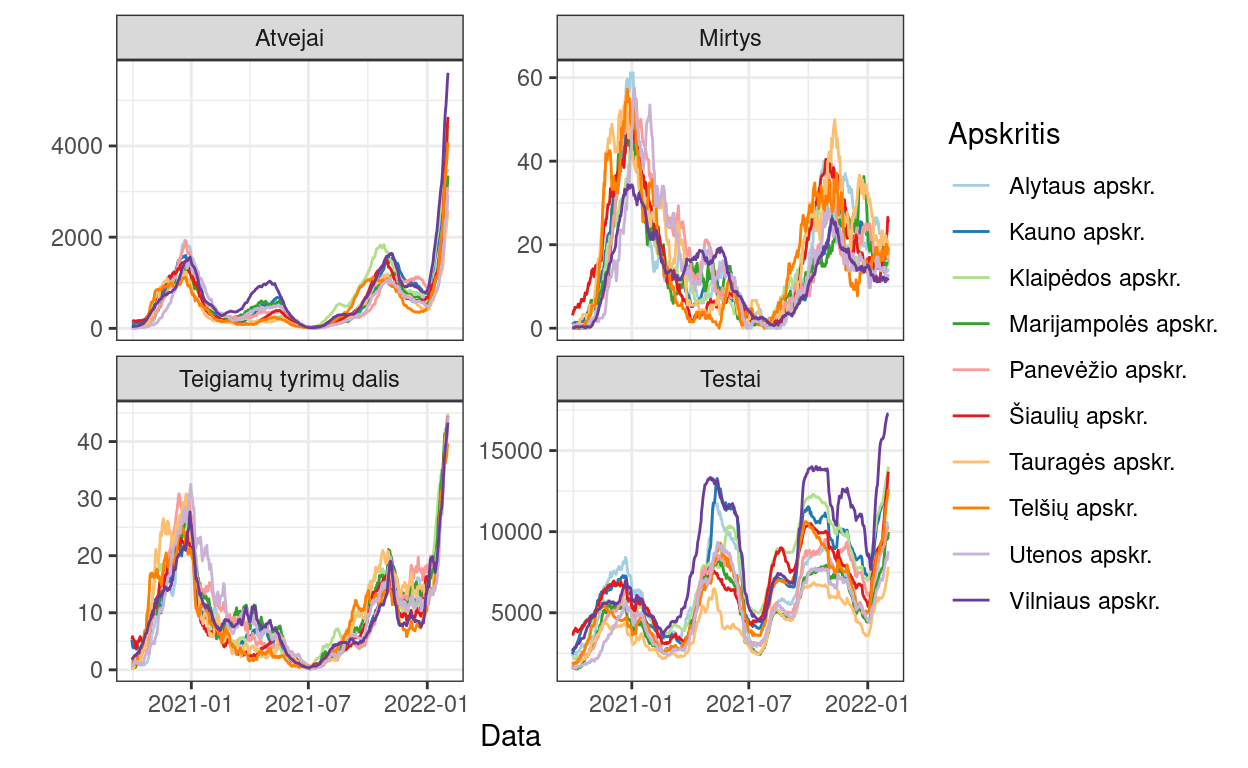 Atvejai
4000
2000
0
Mirtys
60
40
20
0
Teigiamų tyrimų dalis
40
30
20
10
0
2021-01 2021-07 2022-01
Testai
15000
10000
5000
2021-01 2021-07 2022-01
Data
Apskritis
Alytaus apskr.
Kauno apskr.
Klaipėdos apskr.
Marijampolės apskr.
Panevėžio apskr.
Šiaulių apskr.
Tauragės apskr.
Telšių apskr.
Utenos apskr.
Vilniaus apskr.